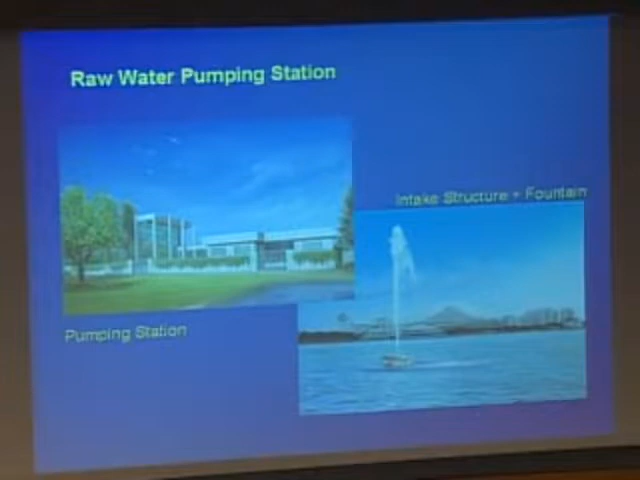 Raw Water Pumping Station
Intake Structure + Fountain
Pumping Station